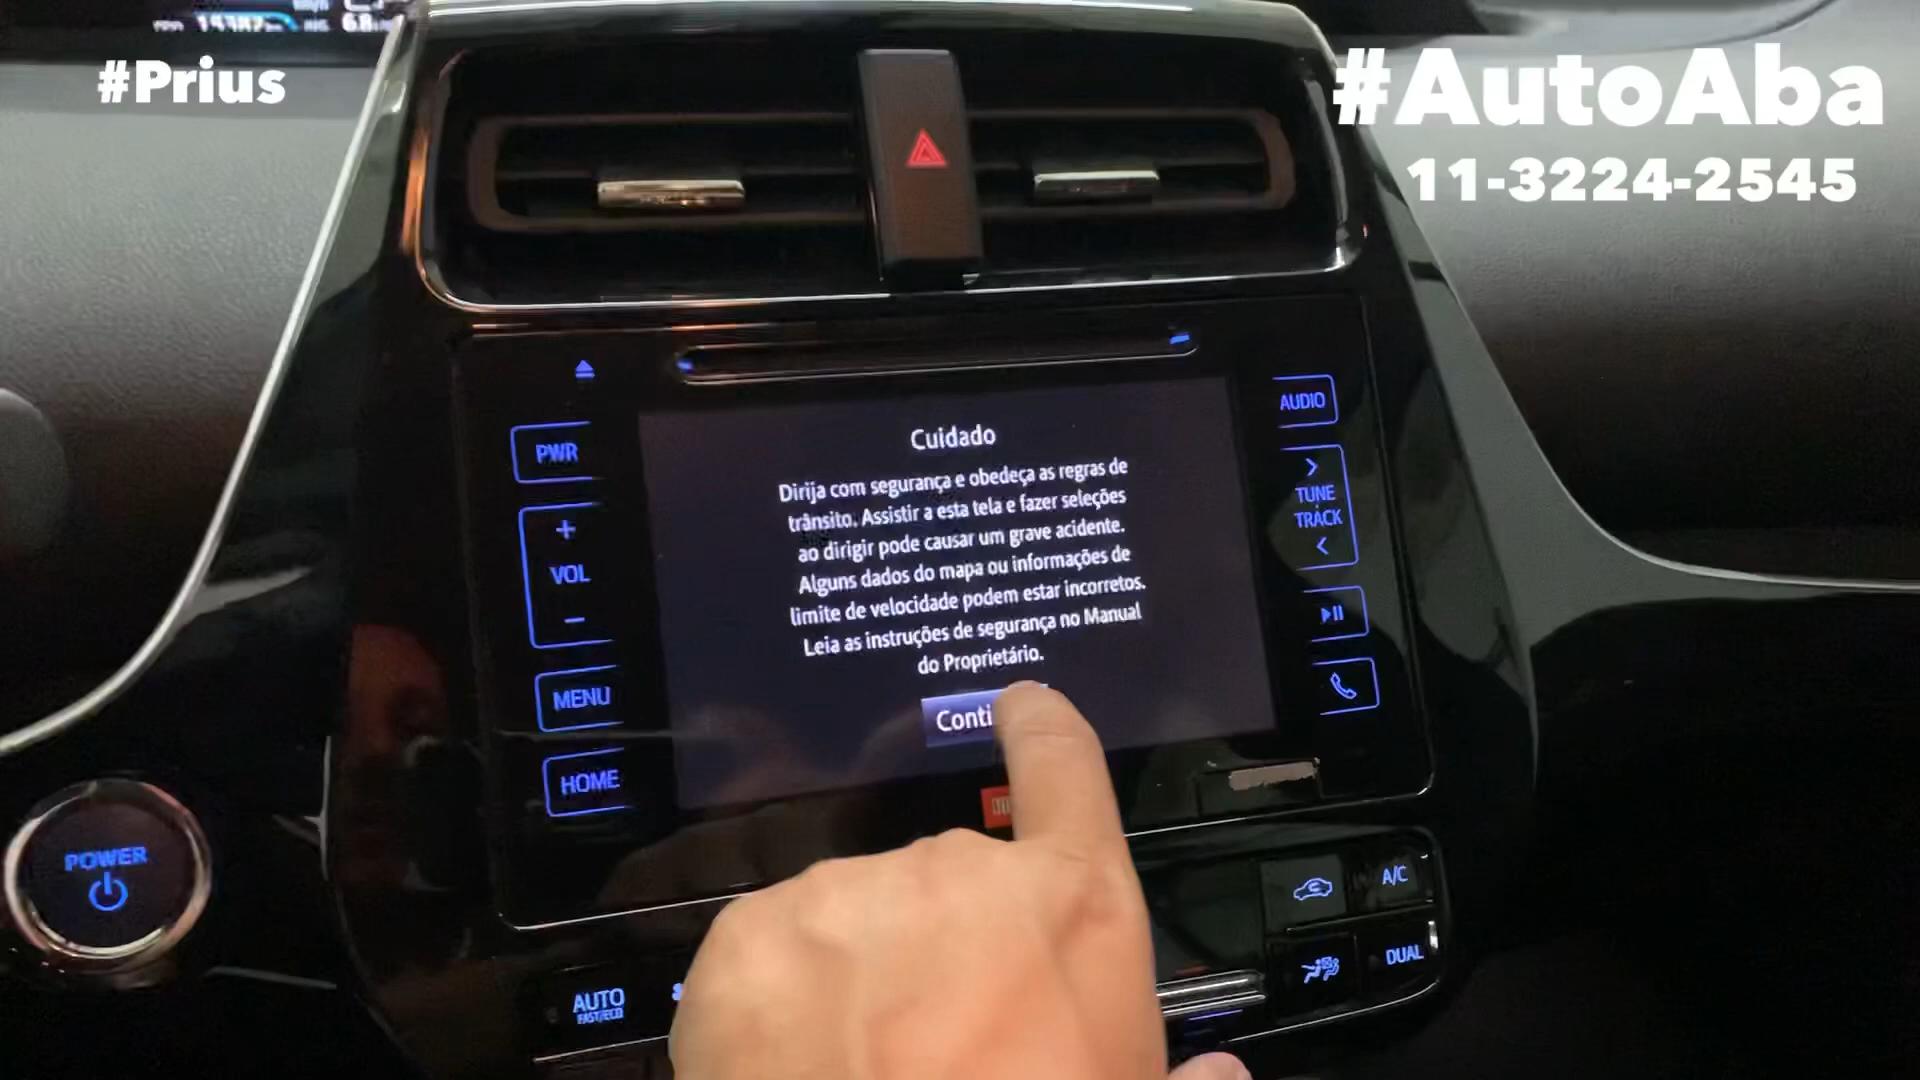 #Prius
#AutoAba
11-3224-2545
Cuidado
Dirija com segurança e obedeça as regras de
trânsito. Assistir a esta tela e fazer seleções
ao dirigir pode causar um grave acidente.
Alguns dados do mapa ou informações de
limite de velocidade podem estar incorretos.
Leia as instruções de segurança no Manual
do Proprietário.
Conti
PWR
+
VOL
-
MENU
HOME
AUDIO
>
TUNE
TRACK
<
POWER
AUTO
FAST/ECO
A/C
DUAL